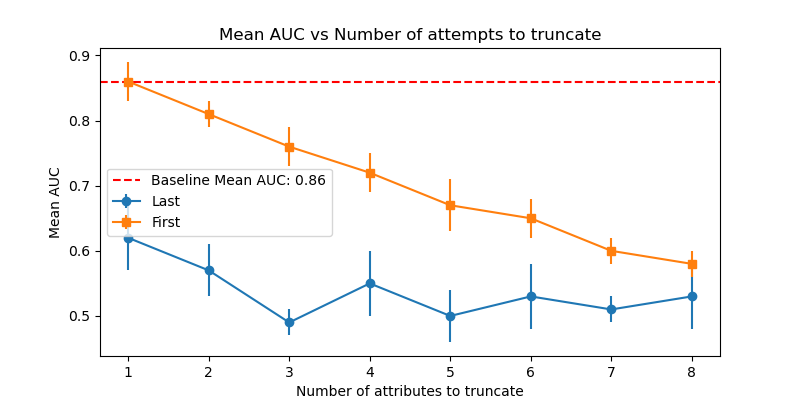 Mean AUC vs Number of attempts to truncate
Mean AUC
0.9
0.8
0.7
0.6
0.5
Baseline Mean AUC: 0.86
Last
First
1 2 3 4 5 6 7 8
Number of attributes to truncate